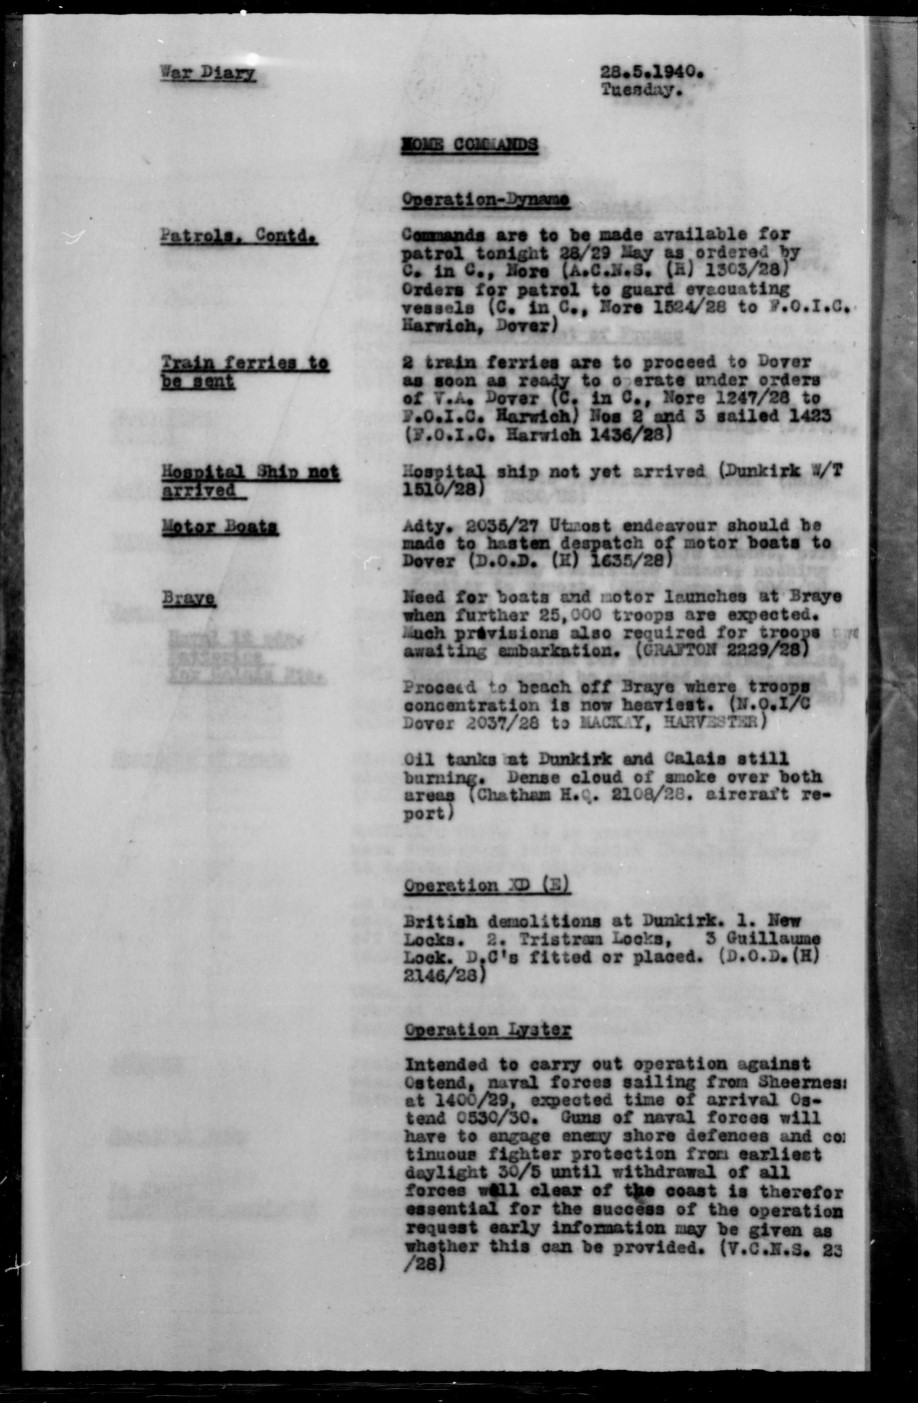 War Diary
28.5.1940.
Tuesday.
HOME COMMANDS
Operation-Dynamo
Patrols, Contd.
Commands are to be made available for
patrol tonight 28/29 May as ordered by
C. in C., Nore (A.C.N.S. (H) 1303/28)
Orders for patrol to guard evacuating
vessels (C. in C., Nore 1524/28 to F.O.I.C.
Harwich, Dover)
Train ferries to
be sent
2 train ferries are to proceed to Dover
as soon as ready to o erate under orders
of V.A. Dover (C. in C., Nore 1247/28 to
F.O.I.C. Harwich) Nos 2 and 3 sailed 1423
(F.O.I.C. Harwich 1436/28)
Hospital Ship not
arrived
Hospital ship not yet arrived (Dunkirk W/T
1510/28)
Motor Boats
Adty. 2035/27 Utmost endeavour should be
made to hasten despatch of motor boats to
Dover (D.O.D. (H) 1635/28)
Braye
Need for boats and motor launches at Braye
when further 25,000 troops are expected.
Much prévisions also required for troops
awaiting embarkation. (GRAFTON 2229/28)
Proceed to beach off Braye where troops
concentration is now heaviest. (N.O.I/C
Dover 2037/28 to MACKAY, HARVESTER)
Oil tanks at Dunkirk and Calais still
burning. Dense cloud of smoke over both
areas (Chatham H.Q. 2108/28. aircraft re-
port)
Operation XD (E)
British demolitions at Dunkirk. 1. New
Locks. 2. Tristram Locks, 3 Guillaume
Lock. D.C's fitted or placed. (D.O.D.(H)
2146/28)
Operation Lyster
Intended to carry out operation against
Ostend, naval forces sailing from Sheerness
at 1400/29, expected time of arrival Os-
tend 0530/30. Guns of naval forces will
have to engage enemy shore defences and co
tinuous fighter protection from earliest
daylight 30/5 until withdrawal of all
forces well clear of the coast is therefor
essential for the success of the operation
request early information may be given as
whether this can be provided. (V.C.N.S. 23
/28)